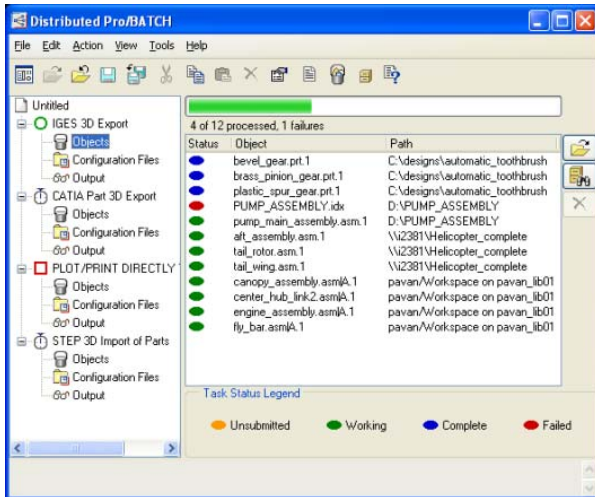 Distributed Pro/BATCH
File Edit Action View Tools Help
Untitled
IGES 3D Export
Objects
Configuration Files
Output
CATIA Part 3D Export
Objects
Configuration Files
Output
PLOT/PRINT DIRECTLY
Objects
Configuration Files
Output
STEP 3D Import of Parts
Objects
Configuration Files
Output
4 of 12 processed, 1 failures
Status Object Path
bevel_gear.prt.1 C:\designs\automatic_toothbrush
brass_pinion_gear.prt.1 C:\designs\automatic_toothbrush
plastic_spur_gear.prt.1 C:\designs\automatic_toothbrush
PUMP_ASSEMBLY.idx D:\PUMP_ASSEMBLY
pump_main_assembly.asm.1 D:\PUMP_ASSEMBLY
aft_assembly.asm.1 \\i2381\Helicopter_complete
tail_rotor.asm.1 \\i2381\Helicopter_complete
tail_wing.asm.1 \\i2381\Helicopter_complete
canopy_assembly.asm|A.1 pavan/Workspace on pavan_lib01
center_hub_link2.asm|A.1 pavan/Workspace on pavan_lib01
engine_assembly.asm|A.1 pavan/Workspace on pavan_lib01
fly_bar.asm|A.1 pavan/Workspace on pavan_lib01
Task Status Legend
Unsubmitted Working Complete Failed